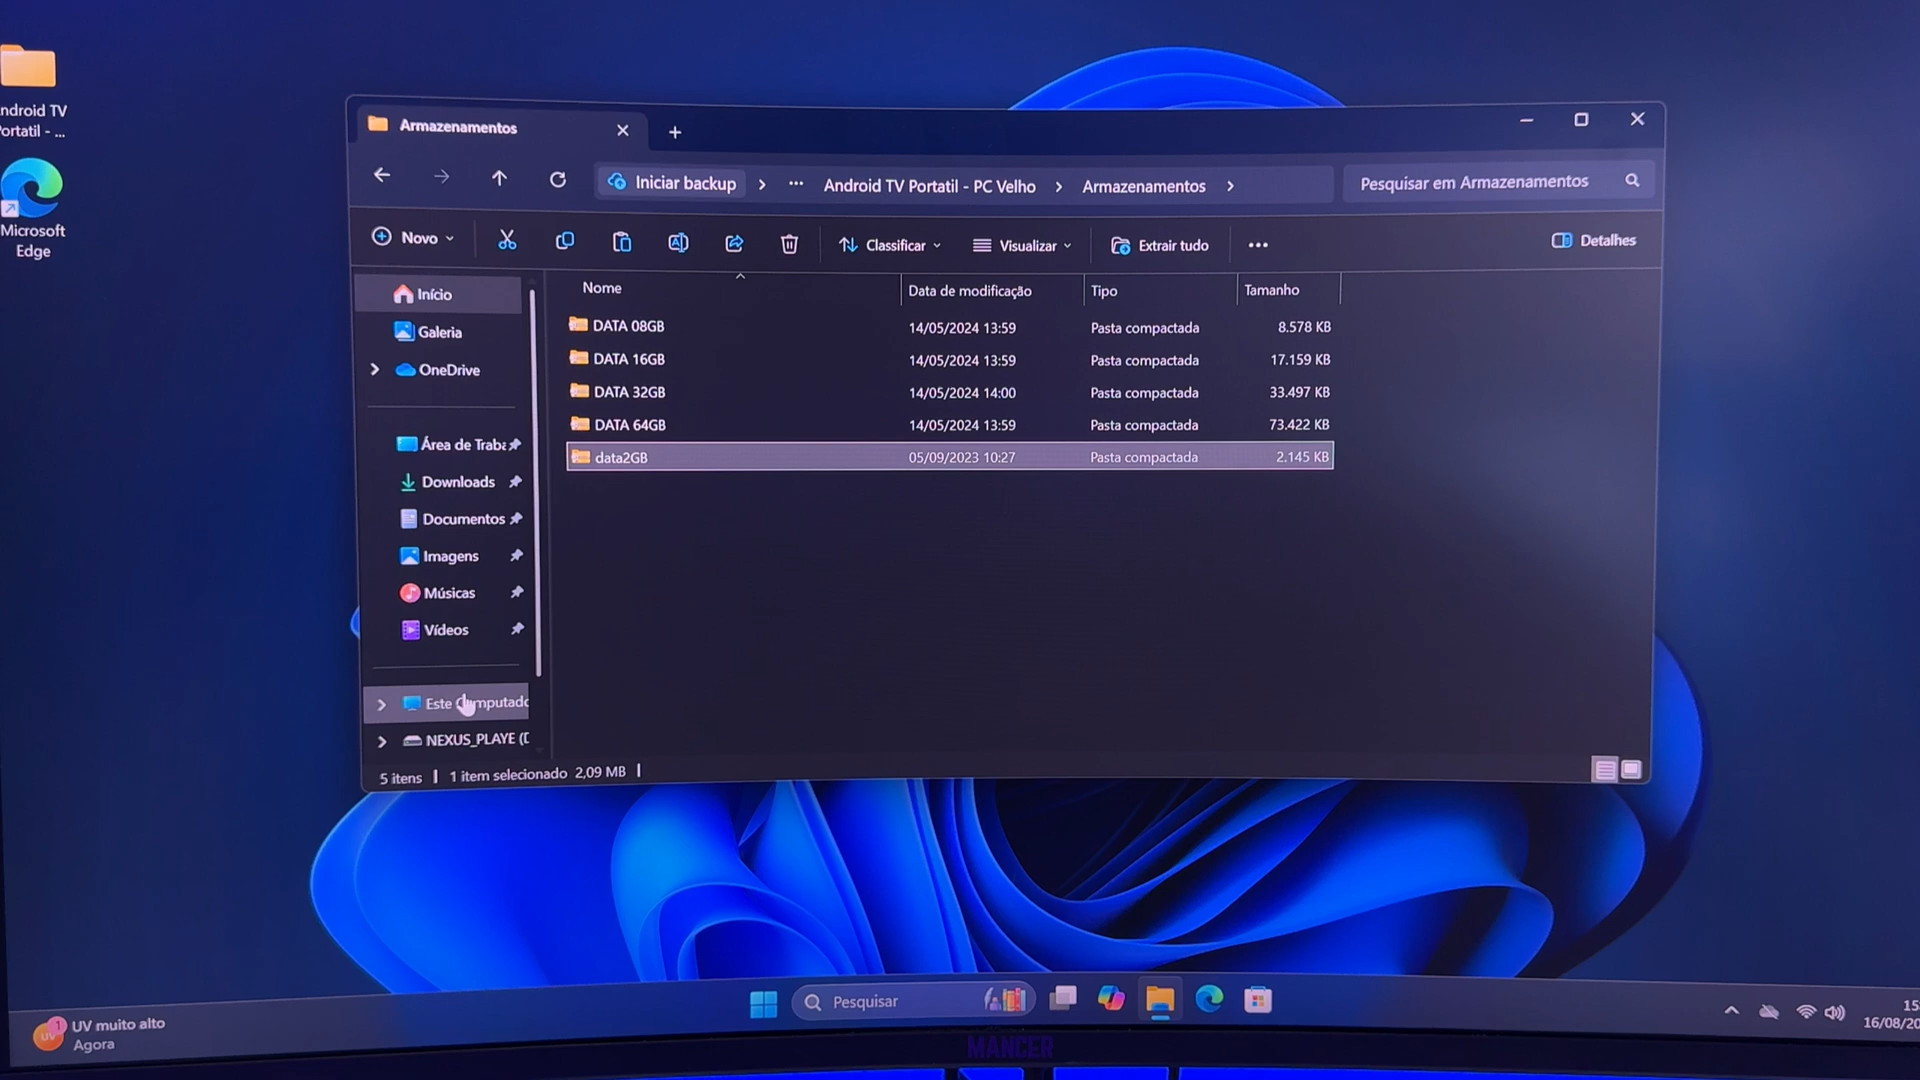 ndroid TV
ortatil - ...
Microsoft
Edge
Armazenamentos
Iniciar backup
Android TV Portatil - PC Velho
Armazenamentos
Pesquisar em Armazenamentos
Novo
Classificar
Visualizar
Extrair tudo
Detalhes
Início
Galeria
OneDrive
Área de Traba
Downloads
Documentos
Imagens
Músicas
Vídeos
Este Computado
NEXUS_PLAYE (D
Nome Data de modificação Tipo Tamanho
DATA 08GB 14/05/2024 13:59 Pasta compactada 8.578 KB
DATA 16GB 14/05/2024 13:59 Pasta compactada 17.159 KB
DATA 32GB 14/05/2024 14:00 Pasta compactada 33.497 KB
DATA 64GB 14/05/2024 13:59 Pasta compactada 73.422 KB
data2GB 05/09/2023 10:27 Pasta compactada 2.145 KB
5 itens 1 item selecionado 2,09 MB
UV 1
UV muito alto
Agora
Pesquisar
15:
16/08/20
MANCER